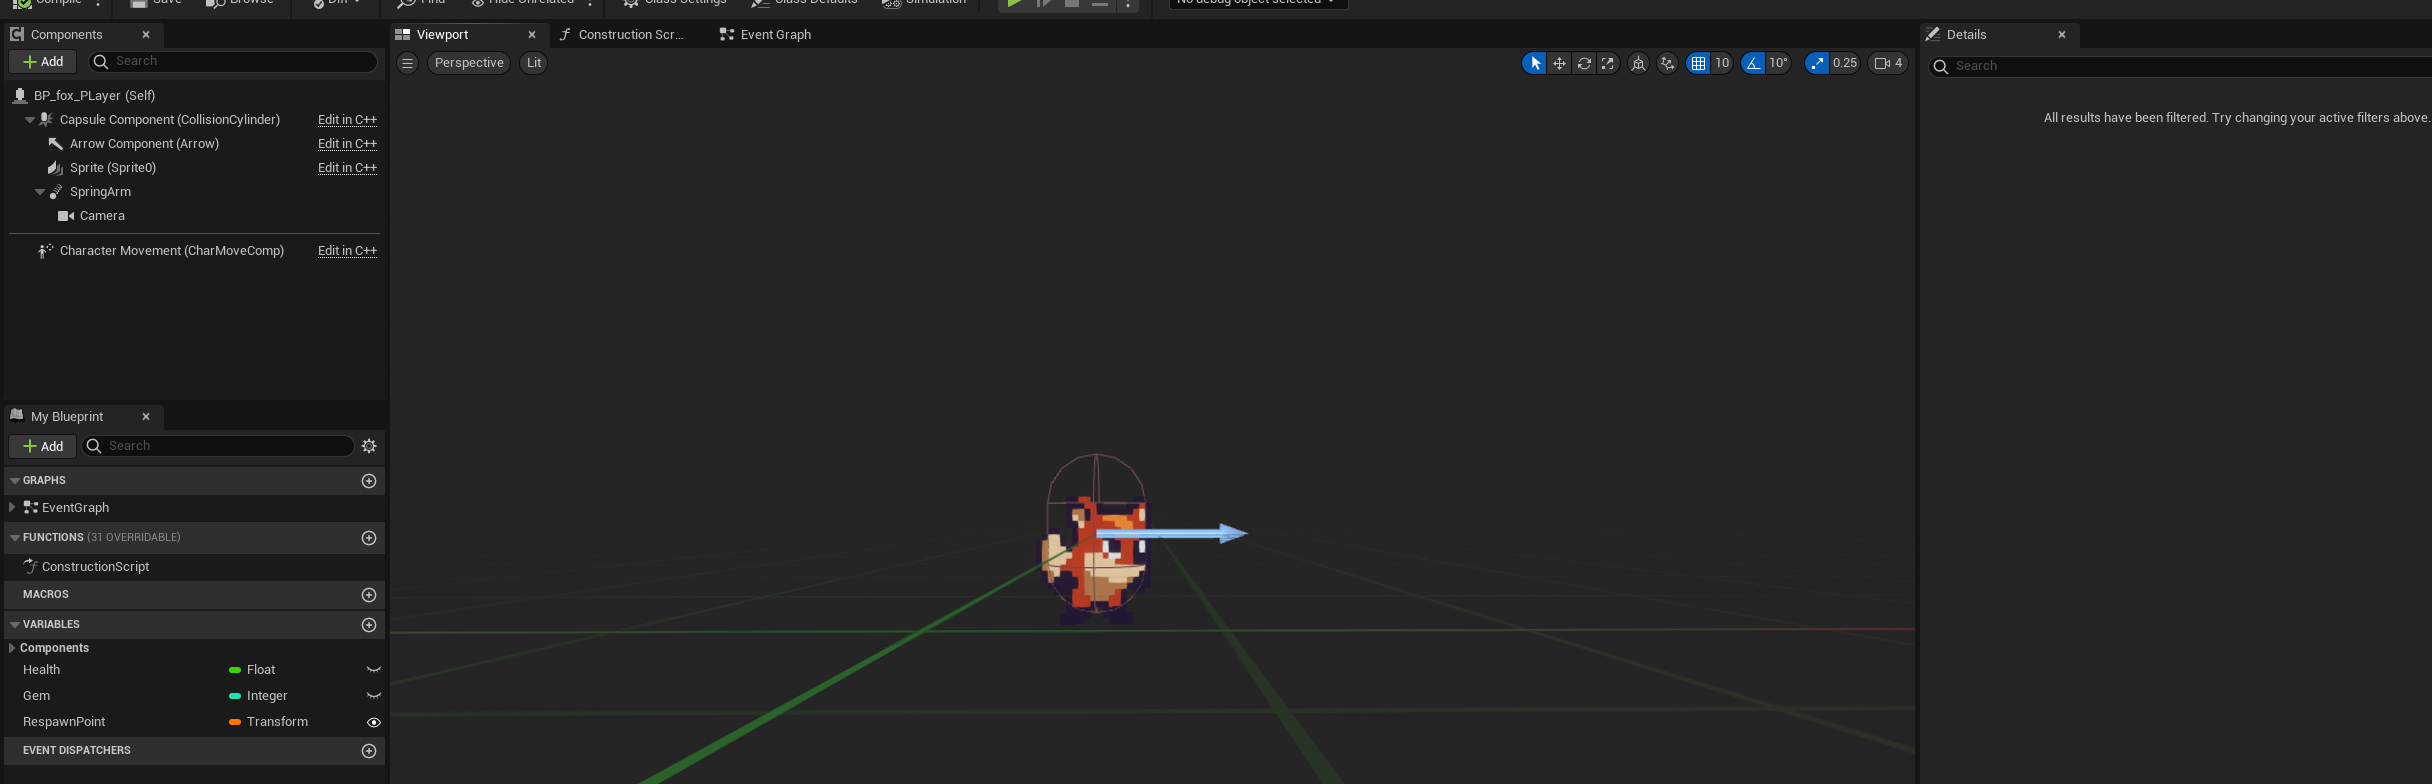 Compile Save Browse Diff Find Hide Unrelated Class Settings Class Defaults Simulation No debug object selected
Components
Viewport
Construction Scr...
Event Graph
Details
Add
Search
Perspective
Lit
10
10°
0.25
4
Search
BP_fox_PLayer (Self)
All results have been filtered. Try changing your active filters above.
Capsule Component (CollisionCylinder) Edit in C++
Arrow Component (Arrow) Edit in C++
Sprite (Sprite0) Edit in C++
SpringArm
Camera
Character Movement (CharMoveComp) Edit in C++
My Blueprint
Add
Search
GRAPHS
EventGraph
FUNCTIONS (31 OVERRIDABLE)
ConstructionScript
MACROS
VARIABLES
Components
Health Float
Gem Integer
RespawnPoint Transform
EVENT DISPATCHERS